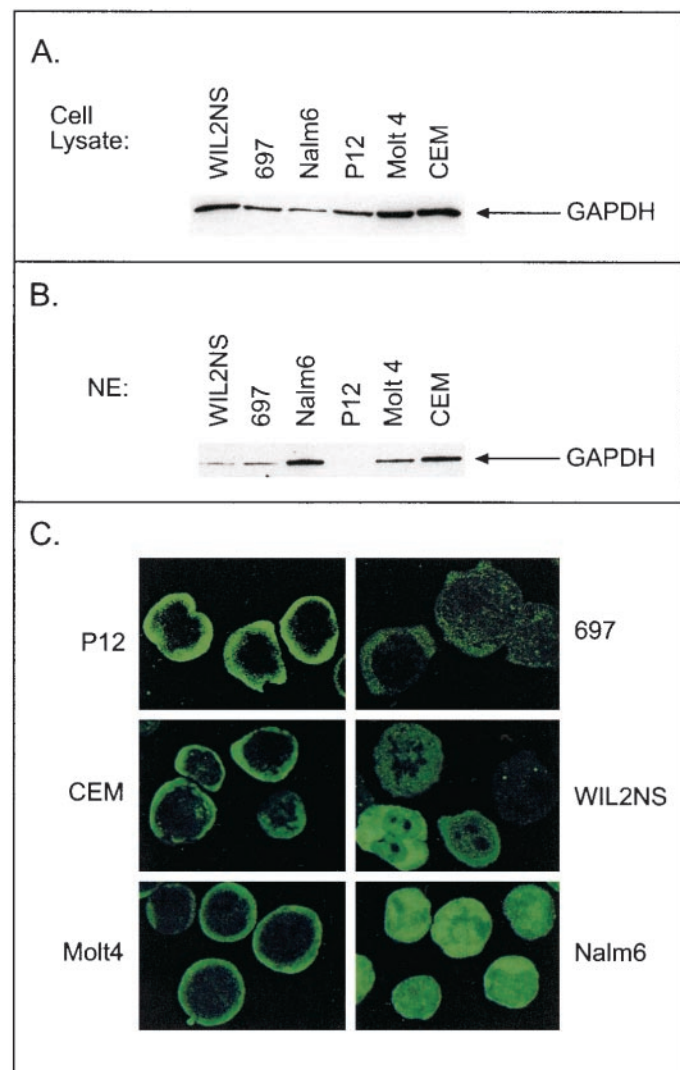 A.
Cell
Lysate:
WIL2NS
697
Nalm6
P12
Molt 4
CEM
GAPDH
B.
NE:
WIL2NS
697
Nalm6
P12
Molt 4
CEM
GAPDH
C.
P12
697
CEM
WIL2NS
Molt4
Nalm6